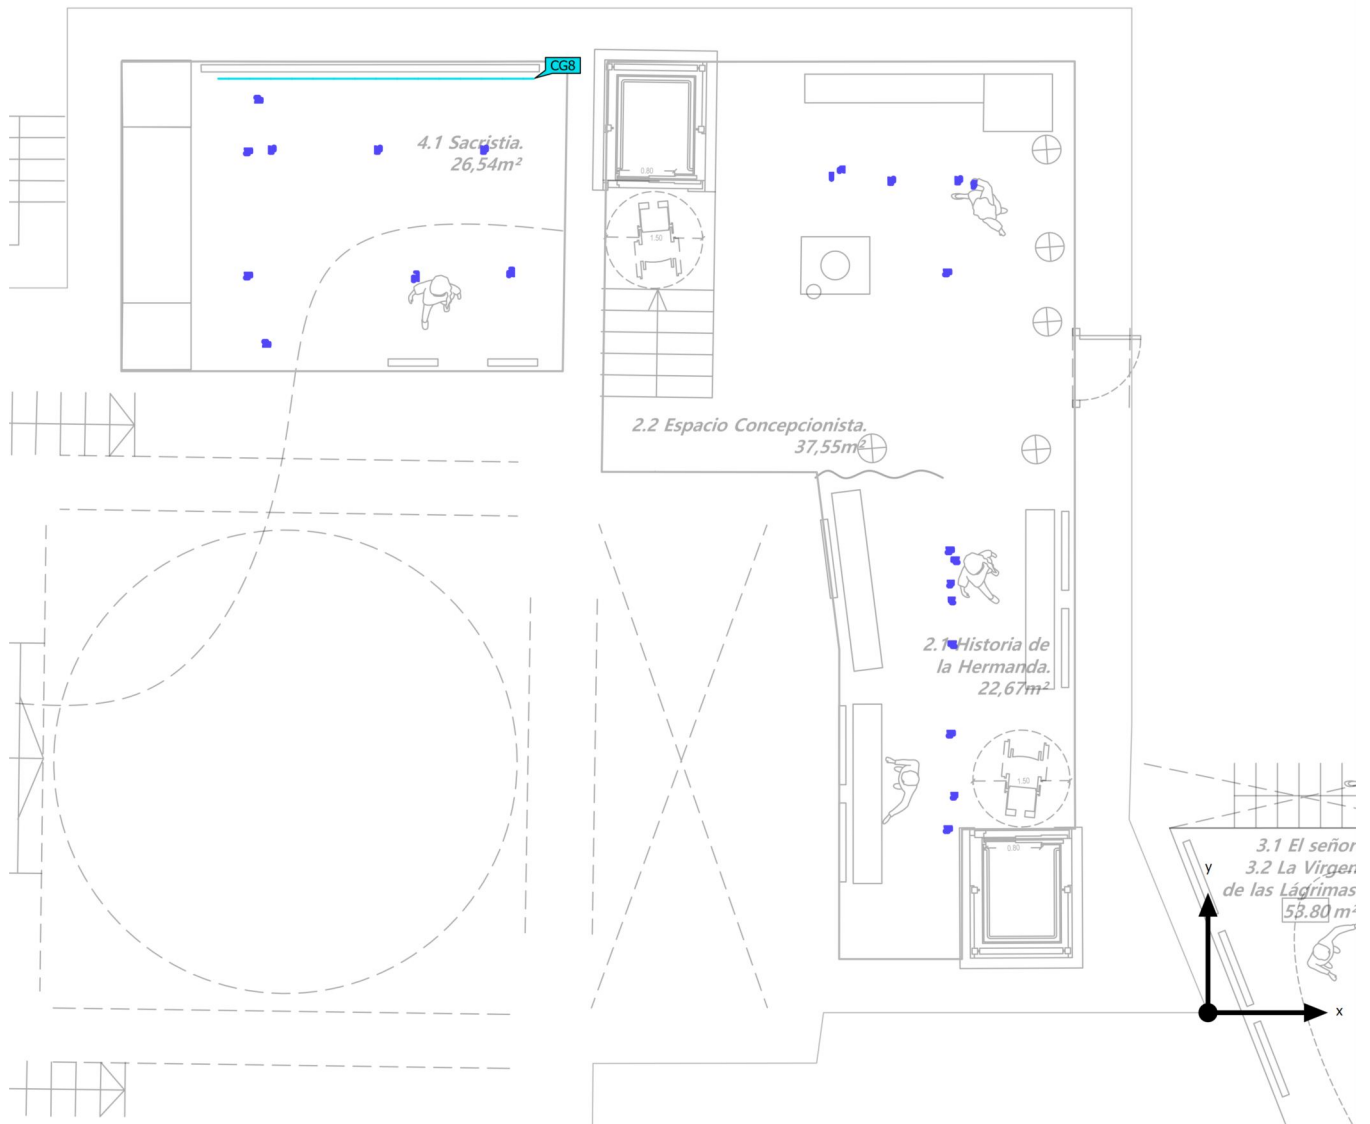 CG8
4.1 Sacristia.
26,54m²
0.80
1.50
2.2 Espacio Concepcionista.
37,55m²
2.1 Historia de
la Hermanda.
22,67m²
1.50
0.80
3.1 El señor
3.2 La Virgen
de las Lágrimas
53.80 m²
y
x